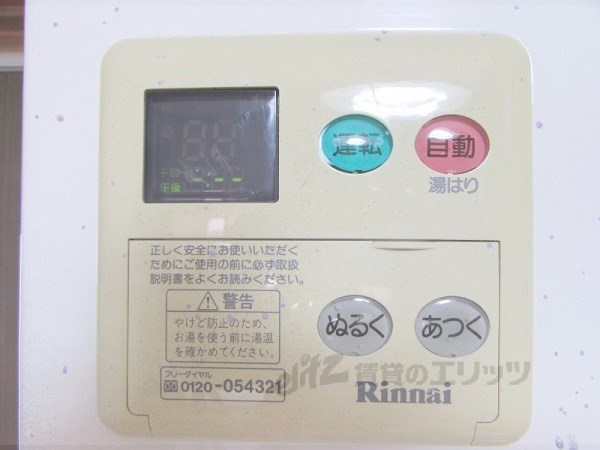 運転
自動
湯はり
午前
午後
正しく安全にお使いいただく
ためにご使用の前に必ず取扱
説明書をよくお読みください。
警告
やけど防止のため、
お湯を使う前に湯温
を確かめてください。
フリーダイヤル
0120-054321
ぬるく
あつく
Rinnai
elitz 賃貸のエリッツ